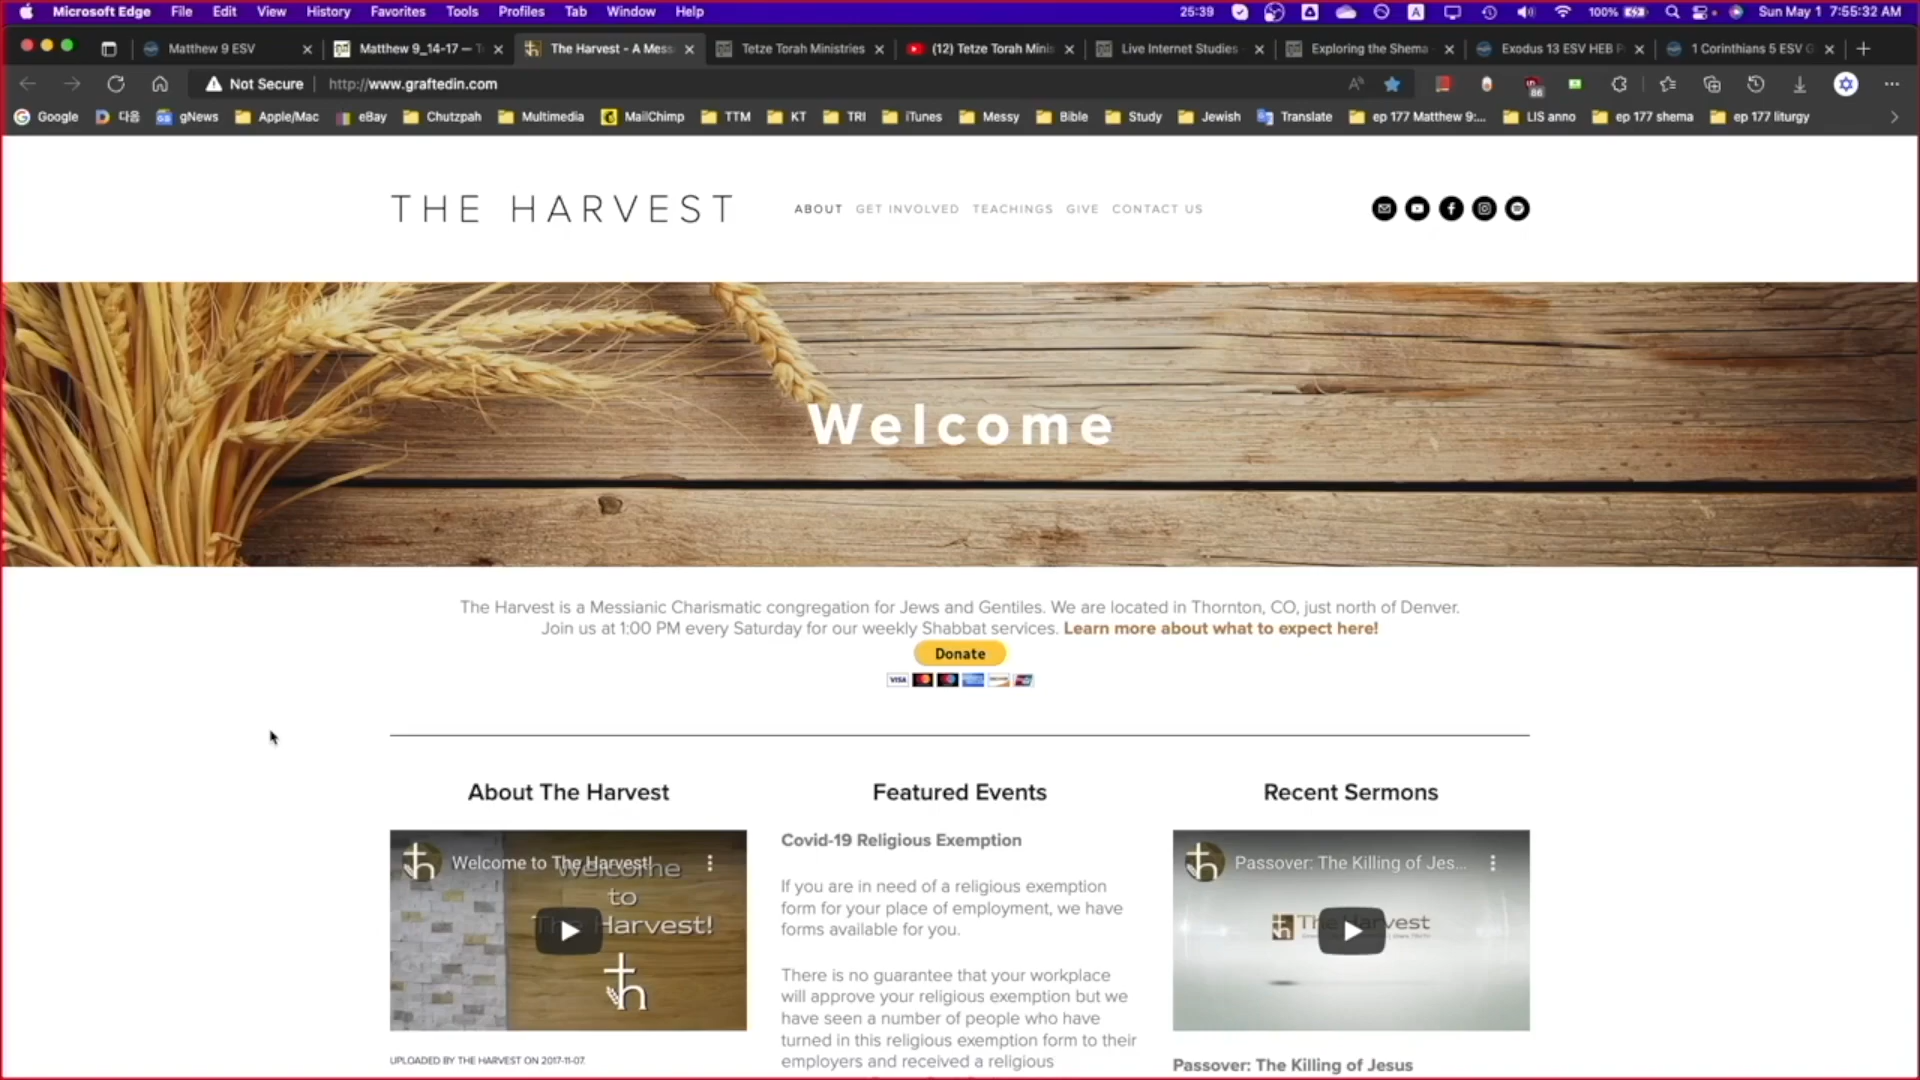 Microsoft Edge File Edit View History Favorites Tools Profiles Tab Window Help 25:39 A 100% Sun May 1 7:55:32 AM
Matthew 9 ESV Matthew 9_14-17 — The Harvest - A Mess Tetze Torah Ministries (12) Tetze Torah Minis Live Internet Studies Exploring the Shema Exodus 13 ESV HEB 1 Corinthians 5 ESV
Not Secure http://www.graftedin.com 86
Google 다음 gNews Apple/Mac eBay Chutzpah Multimedia MailChimp TTM KT TRI iTunes Messy Bible Study Jewish Translate ep 177 Matthew 9:... LIS anno ep 177 shema ep 177 liturgy
THE HARVEST ABOUT GET INVOLVED TEACHINGS GIVE CONTACT US
Welcome
The Harvest is a Messianic Charismatic congregation for Jews and Gentiles. We are located in Thornton, CO, just north of Denver.
Join us at 1:00 PM every Saturday for our weekly Shabbat services. Learn more about what to expect here!
Donate
VISA
About The Harvest
Welcome to The Harvest!
Welcome
to
The Harvest!
UPLOADED BY THE HARVEST ON 2017-11-07.
Featured Events
Covid-19 Religious Exemption
If you are in need of a religious exemption
form for your place of employment, we have
forms available for you.
There is no guarantee that your workplace
will approve your religious exemption but we
have seen a number of people who have
turned in this religious exemption form to their
employers and received a religious
Recent Sermons
Passover: The Killing of Jes...
The Harvest
Passover: The Killing of Jesus